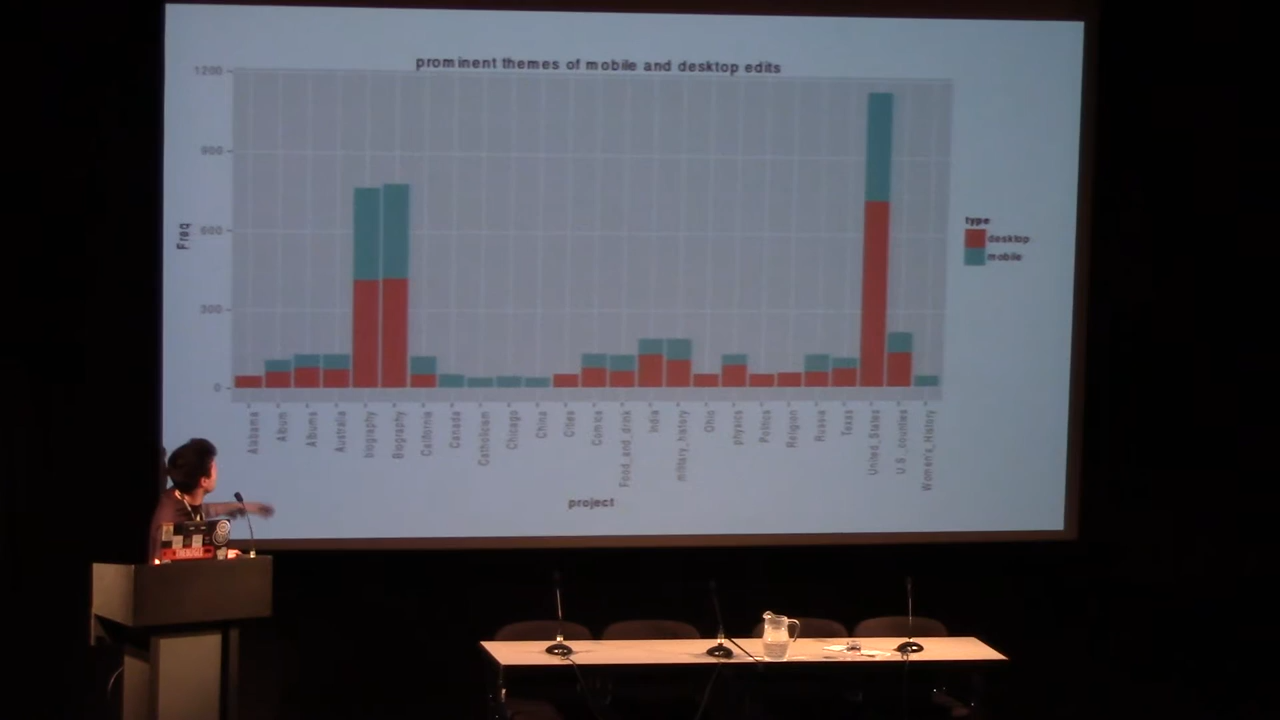 prominent themes of mobile and desktop edits
1200
900
600
300
0
Freq
Alabama
Album
Albums
Australia
biography
Biography
California
Canada
Catholicism
Chicago
China
Cities
Comics
Food_and_drink
India
military_history
Ohio
physics
Politics
Religion
Russia
Texas
United_States
U.S._counties
Women's_History
project
type
desktop
mobile